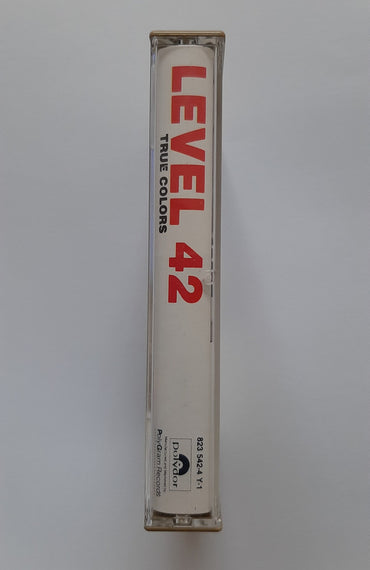 LEVEL 42
TRUE COLORS
823 542-4 Y-1
polydor
PolyGram Records